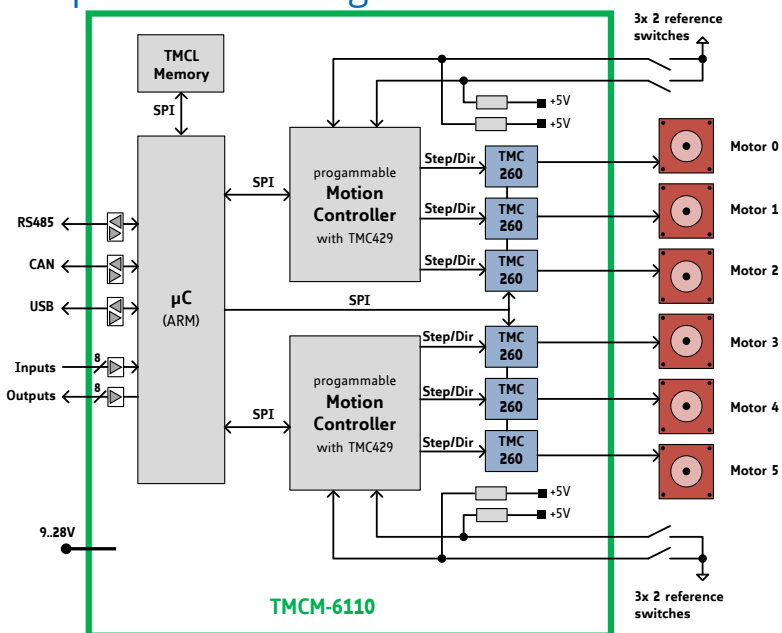 3x 2 reference
switches
TMCL
Memory
+5V
SPI
+5V
Motor 0
Step/Dir
TMC
260
progammable
Motion
Controller
with TMC429
SPI
Motor 1
Step/Dir
TMC
260
RS485
Motor 2
Step/Dir
TMC
260
CAN
µC
(ARM)
SPI
USB
Motor 3
Step/Dir
TMC
260
Inputs
8
Outputs
8
progammable
Motion
Controller
with TMC429
SPI
Motor 4
Step/Dir
TMC
260
Motor 5
Step/Dir
TMC
260
+5V
+5V
9..28V
TMCM-6110
3x 2 reference
switches